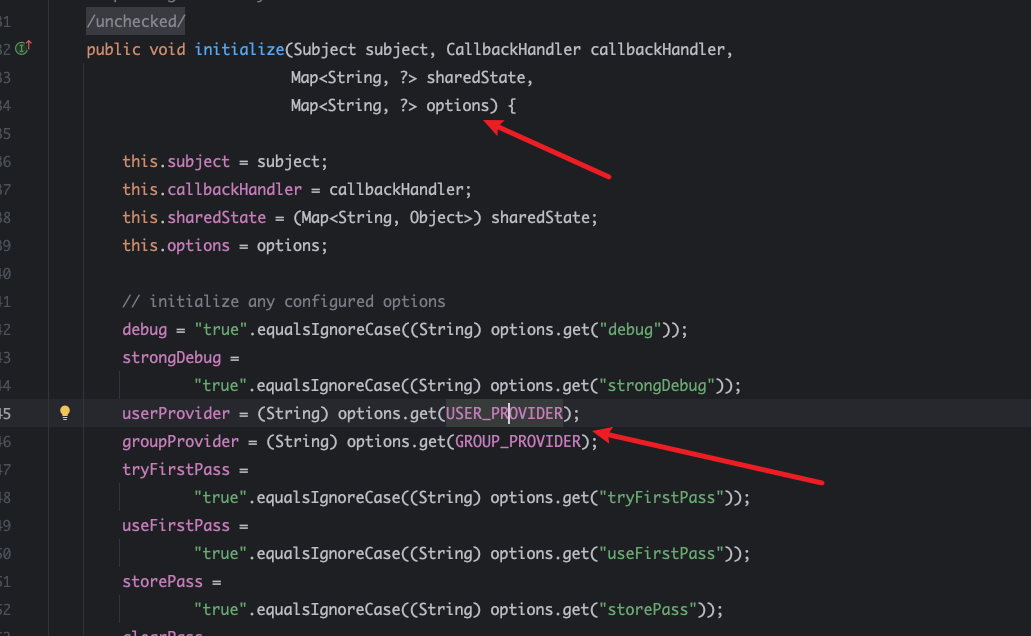 31 /unchecked/
32 public void initialize(Subject subject, CallbackHandler callbackHandler,
33 Map<String, ?> sharedState,
34 Map<String, ?> options) {
35
36 this.subject = subject;
37 this.callbackHandler = callbackHandler;
38 this.sharedState = (Map<String, Object>) sharedState;
39 this.options = options;
40
41 // initialize any configured options
42 debug = "true".equalsIgnoreCase((String) options.get("debug"));
43 strongDebug =
44 "true".equalsIgnoreCase((String) options.get("strongDebug"));
45 userProvider = (String) options.get(USER_PROVIDER);
46 groupProvider = (String) options.get(GROUP_PROVIDER);
47 tryFirstPass =
48 "true".equalsIgnoreCase((String) options.get("tryFirstPass"));
49 useFirstPass =
50 "true".equalsIgnoreCase((String) options.get("useFirstPass"));
51 storePass =
52 "true".equalsIgnoreCase((String) options.get("storePass"));
clearPass